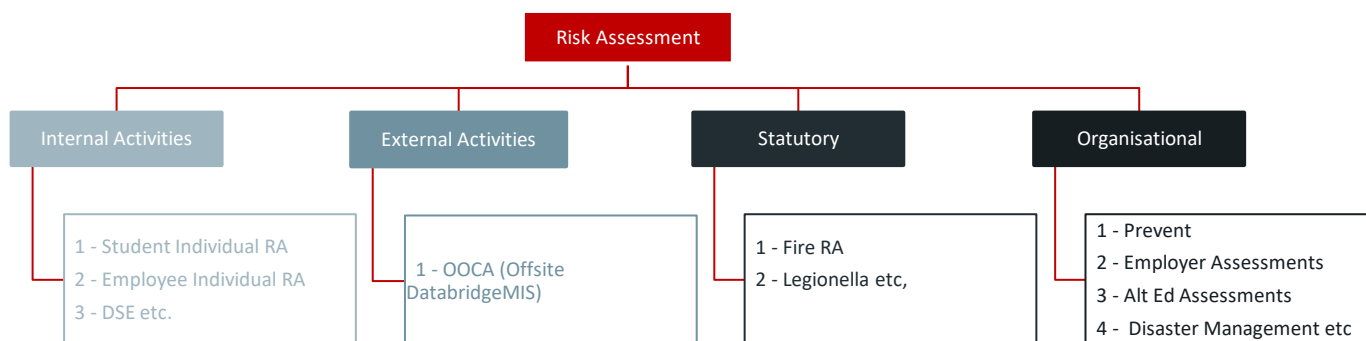 Risk Assessment
Internal Activities
External Activities
Statutory
Organisational
1 - Student Individual RA
2 - Employee Individual RA
3 - DSE etc.
1 - OOCA (Offsite
DatabridgeMIS)
1 - Fire RA
2 - Legionella etc,
1 - Prevent
2 - Employer Assessments
3 - Alt Ed Assessments
4 - Disaster Management etc